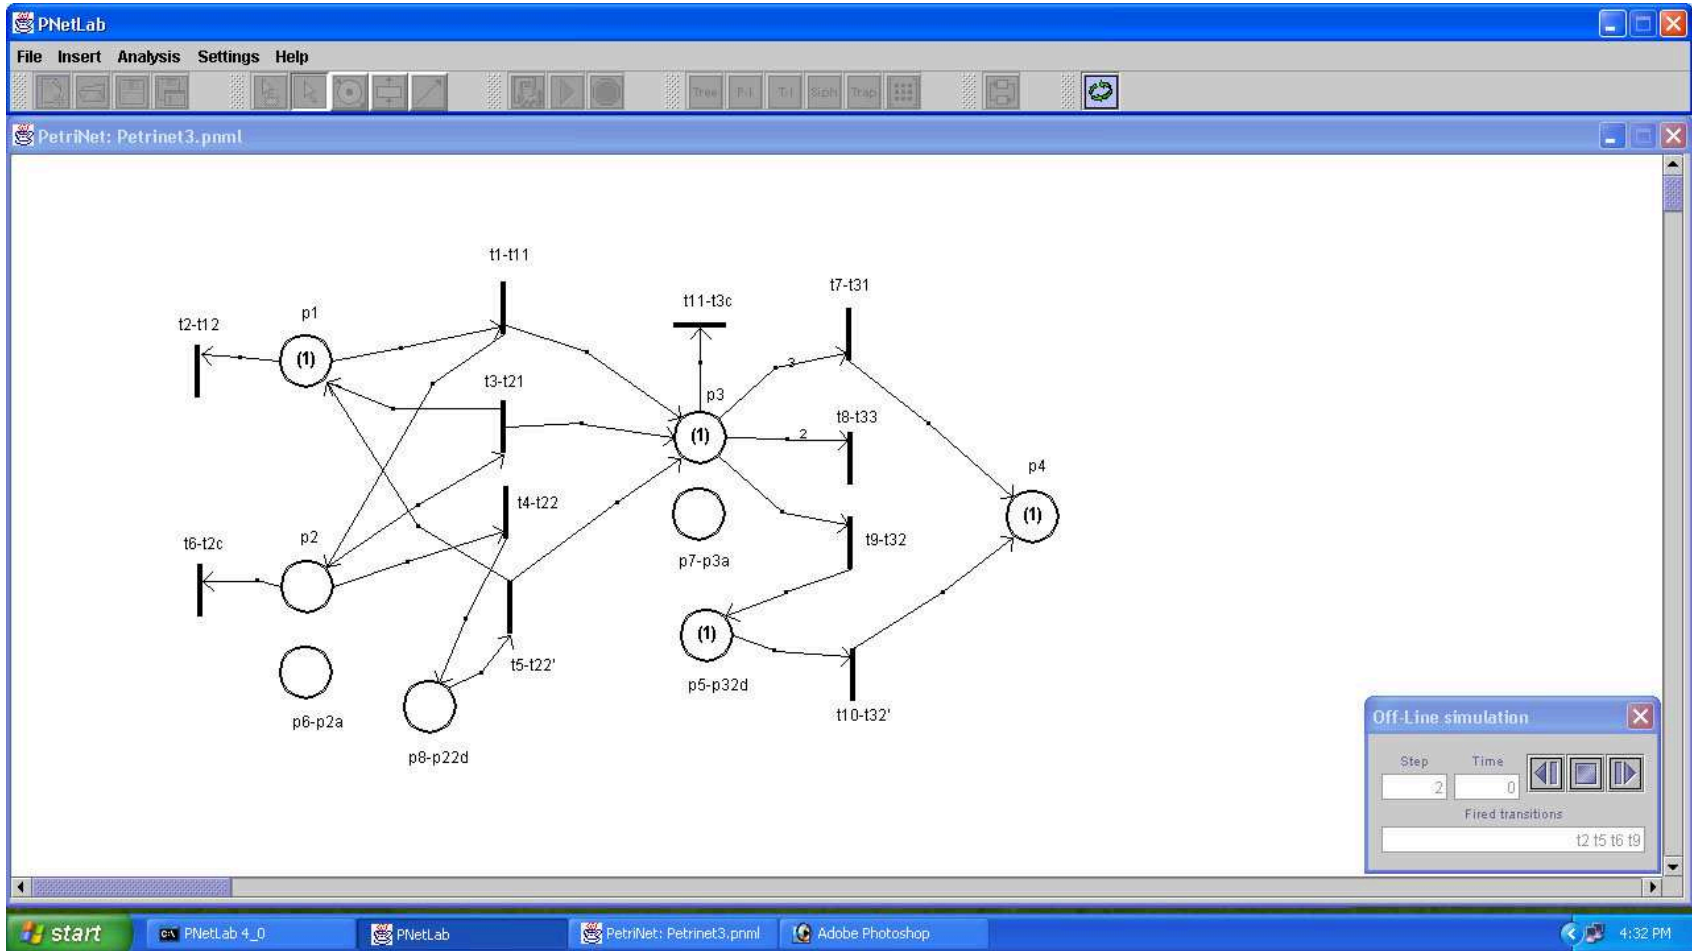 PNetLab
File Insert Analysis Settings Help
Tree P-I T-I Siph Trap
PetriNet: Petrinet3.pnml
t1-t11
t7-t31
t11-t3c
p1
t2-t12
(1)
3
t3-t21
p3
t8-t33
(1)
2
p4
t4-t22
(1)
t9-t32
p2
t6-t2c
p7-p3a
(1)
t5-t22'
p5-p32d
t10-t32'
p6-p2a
p8-p22d
Off-Line simulation
Step Time
2 0
Fired transitions
t2 t5 t6 t9
start PNetLab 4_0 PNetLab PetriNet: Petrinet3.pnml Adobe Photoshop 4:32 PM